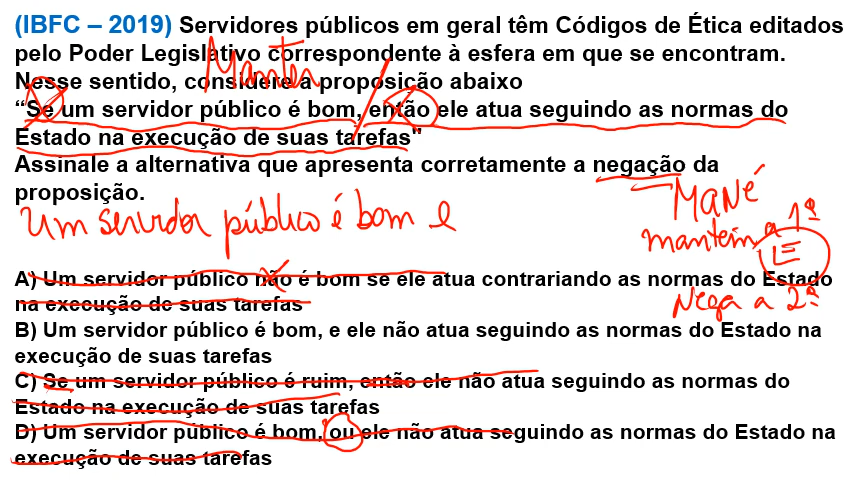 (IBFC – 2019) Servidores públicos em geral têm Códigos de Ética editados
pelo Poder Legislativo correspondente à esfera em que se encontram.
Manter
Nesse sentido, considere a proposição abaixo
“Se um servidor público é bom, então ele atua seguindo as normas do
Estado na execução de suas tarefas"
Assinale a alternativa que apresenta corretamente a negação da
proposição.
MANÉ
Um servidor público é bom e
mantem a 1ª
E
A) Um servidor público não é bom se ele atua contrariando as normas do Estado
na execução de suas tarefas
Nega a 2ª
B) Um servidor público é bom, e ele não atua seguindo as normas do Estado na
execução de suas tarefas
C) Se um servidor público é ruim, então ele não atua seguindo as normas do
Estado na execução de suas tarefas
D) Um servidor público é bom, ou ele não atua seguindo as normas do Estado na
execução de suas tarefas